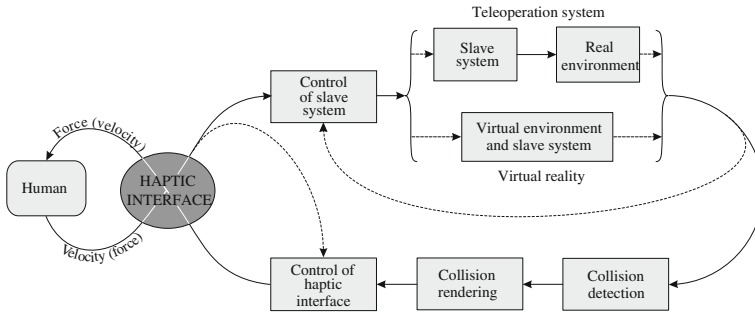 Teleoperation system
Slave
system
Real
environment
Control
of slave
system
Force (velocity)
Virtual environment
and slave system
Human
HAPTIC
INTERFACE
Virtual reality
Velocity (force)
Control of
haptic
interface
Collision
rendering
Collision
detection